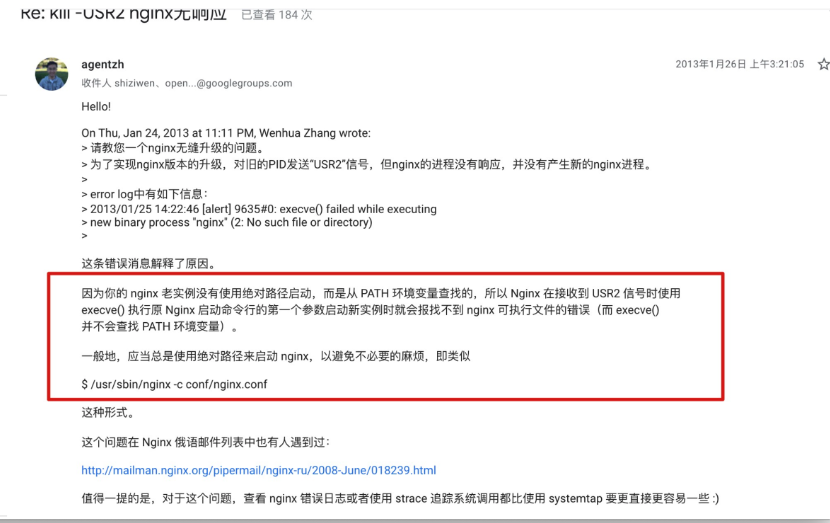 Re: kill -USR2 nginx无响应 已查看 184 次
agentzh 2013年1月26日 上午3:21:05
收件人 shiziwen、open...@googlegroups.com
Hello!
On Thu, Jan 24, 2013 at 11:11 PM, Wenhua Zhang wrote:
> 请教您一个nginx无缝升级的问题。
> 为了实现nginx版本的升级，对旧的PID发送“USR2”信号，但nginx的进程没有响应，并没有产生新的nginx进程。
>
> error log中有如下信息：
> 2013/01/25 14:22:46 [alert] 9635#0: execve() failed while executing
> new binary process "nginx" (2: No such file or directory)
>
这条错误消息解释了原因。
因为你的 nginx 老实例没有使用绝对路径启动，而是从 PATH 环境变量查找的，所以 Nginx 在接收到 USR2 信号时使用
execve() 执行原 Nginx 启动命令行的第一个参数启动新实例时就会报找不到 nginx 可执行文件的错误（而 execve()
并不会查找 PATH 环境变量）。
一般地，应当总是使用绝对路径来启动 nginx，以避免不必要的麻烦，即类似
$ /usr/sbin/nginx -c conf/nginx.conf
这种形式。
这个问题在 Nginx 俄语邮件列表中也有人遇到过：
http://mailman.nginx.org/pipermail/nginx-ru/2008-June/018239.html
值得一提的是，对于这个问题，查看 nginx 错误日志或者使用 strace 追踪系统调用都比使用 systemtap 要更直接更容易一些 :)